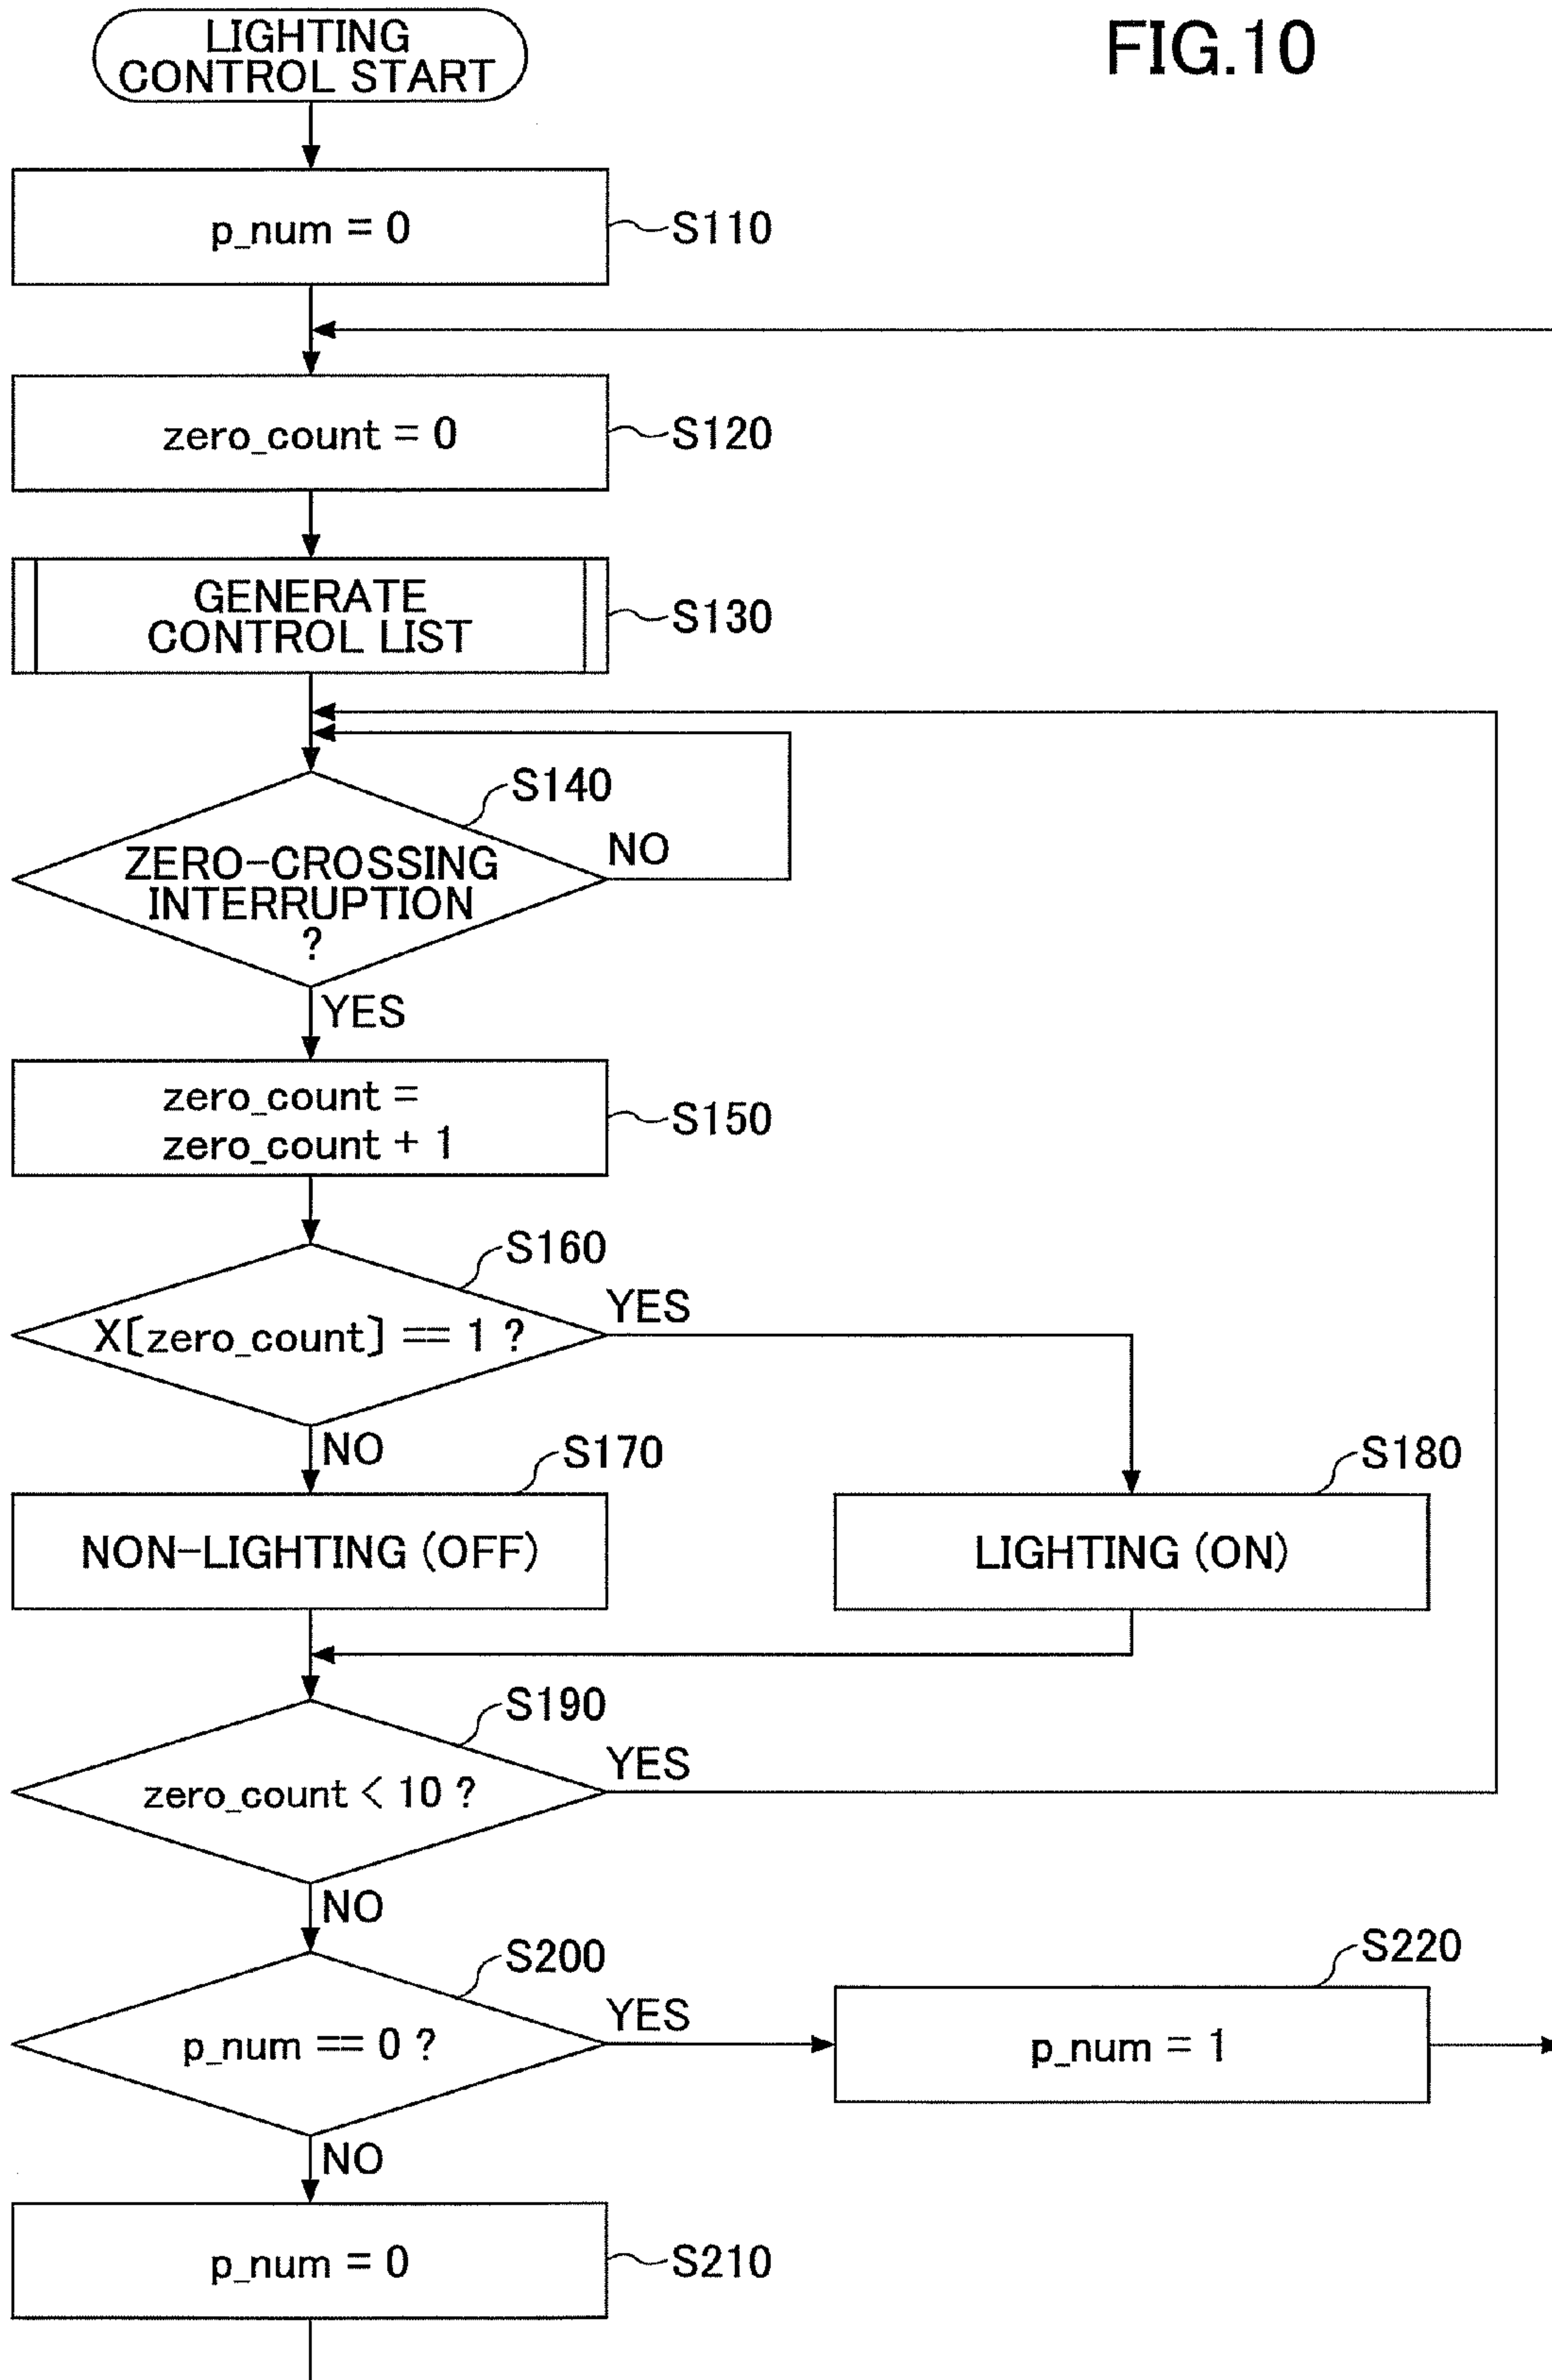 FIG.10
LIGHTING
CONTROL START
p_num = 0
S110
zero_count = 0
S120
GENERATE
CONTROL LIST
S130
S140
ZERO-CROSSING
INTERRUPTION
?
NO
YES
zero_count =
zero_count + 1
S150
S160
X[zero_count] == 1 ?
YES
NO
S170
NON-LIGHTING (OFF)
S180
LIGHTING (ON)
S190
zero_count < 10 ?
YES
NO
S200
p_num == 0 ?
YES
S220
p_num = 1
NO
p_num = 0
S210